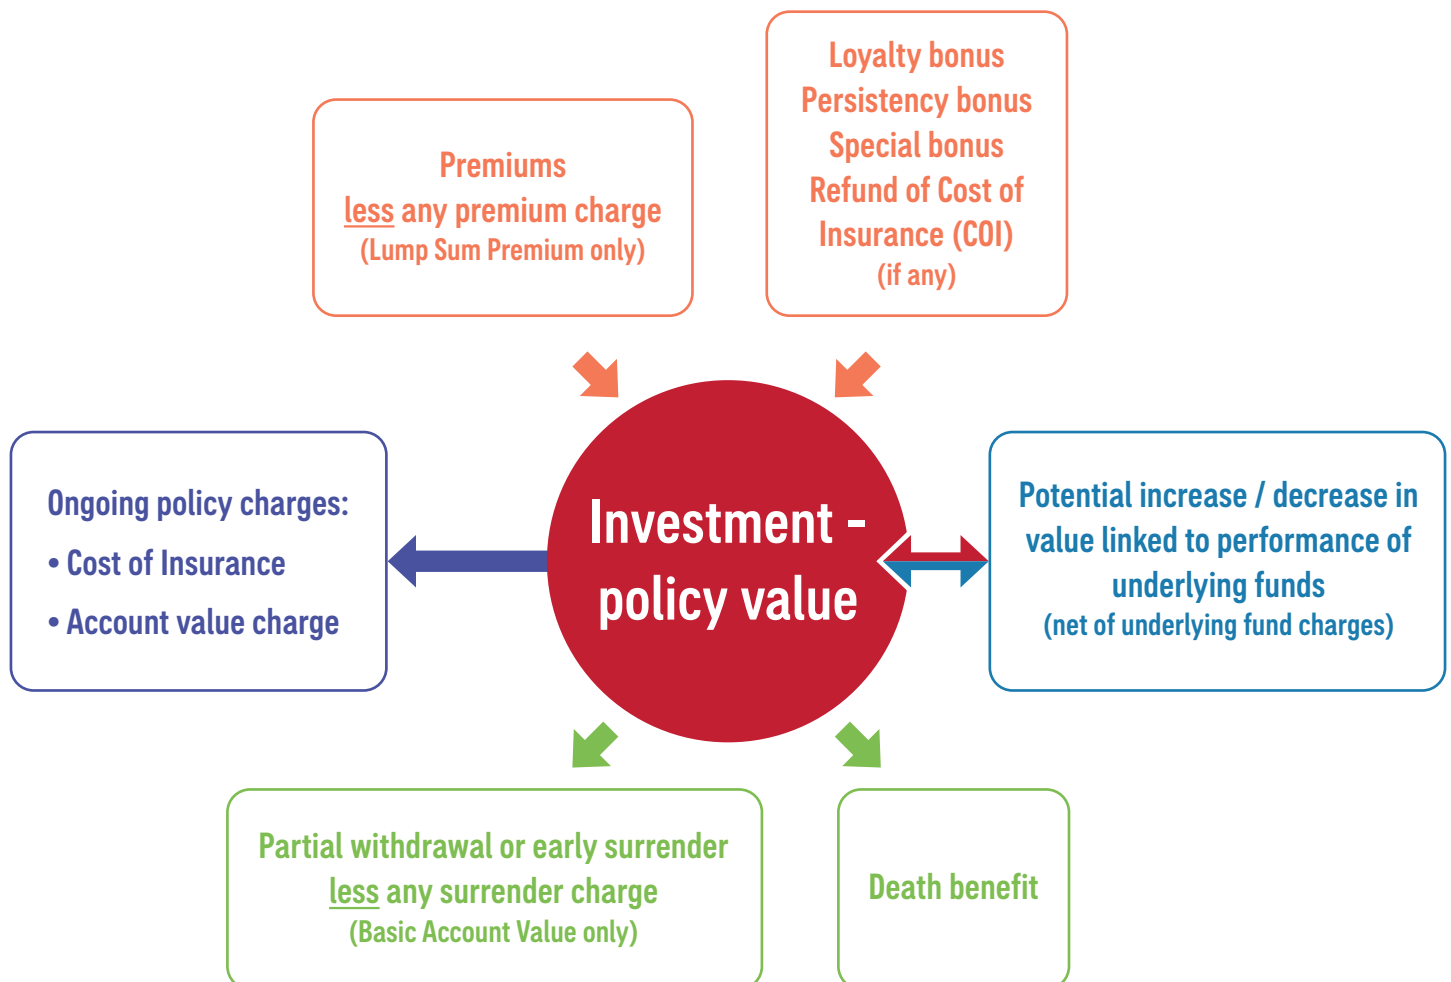 Loyalty bonus
Persistency bonus
Special bonus
Refund of Cost of
Insurance (COI)
(if any)
Premiums
less any premium charge
(Lump Sum Premium only)
Ongoing policy charges:
• Cost of Insurance
• Account value charge
Investment -
policy value
Potential increase / decrease in
value linked to performance of
underlying funds
(net of underlying fund charges)
Partial withdrawal or early surrender
less any surrender charge
(Basic Account Value only)
Death benefit